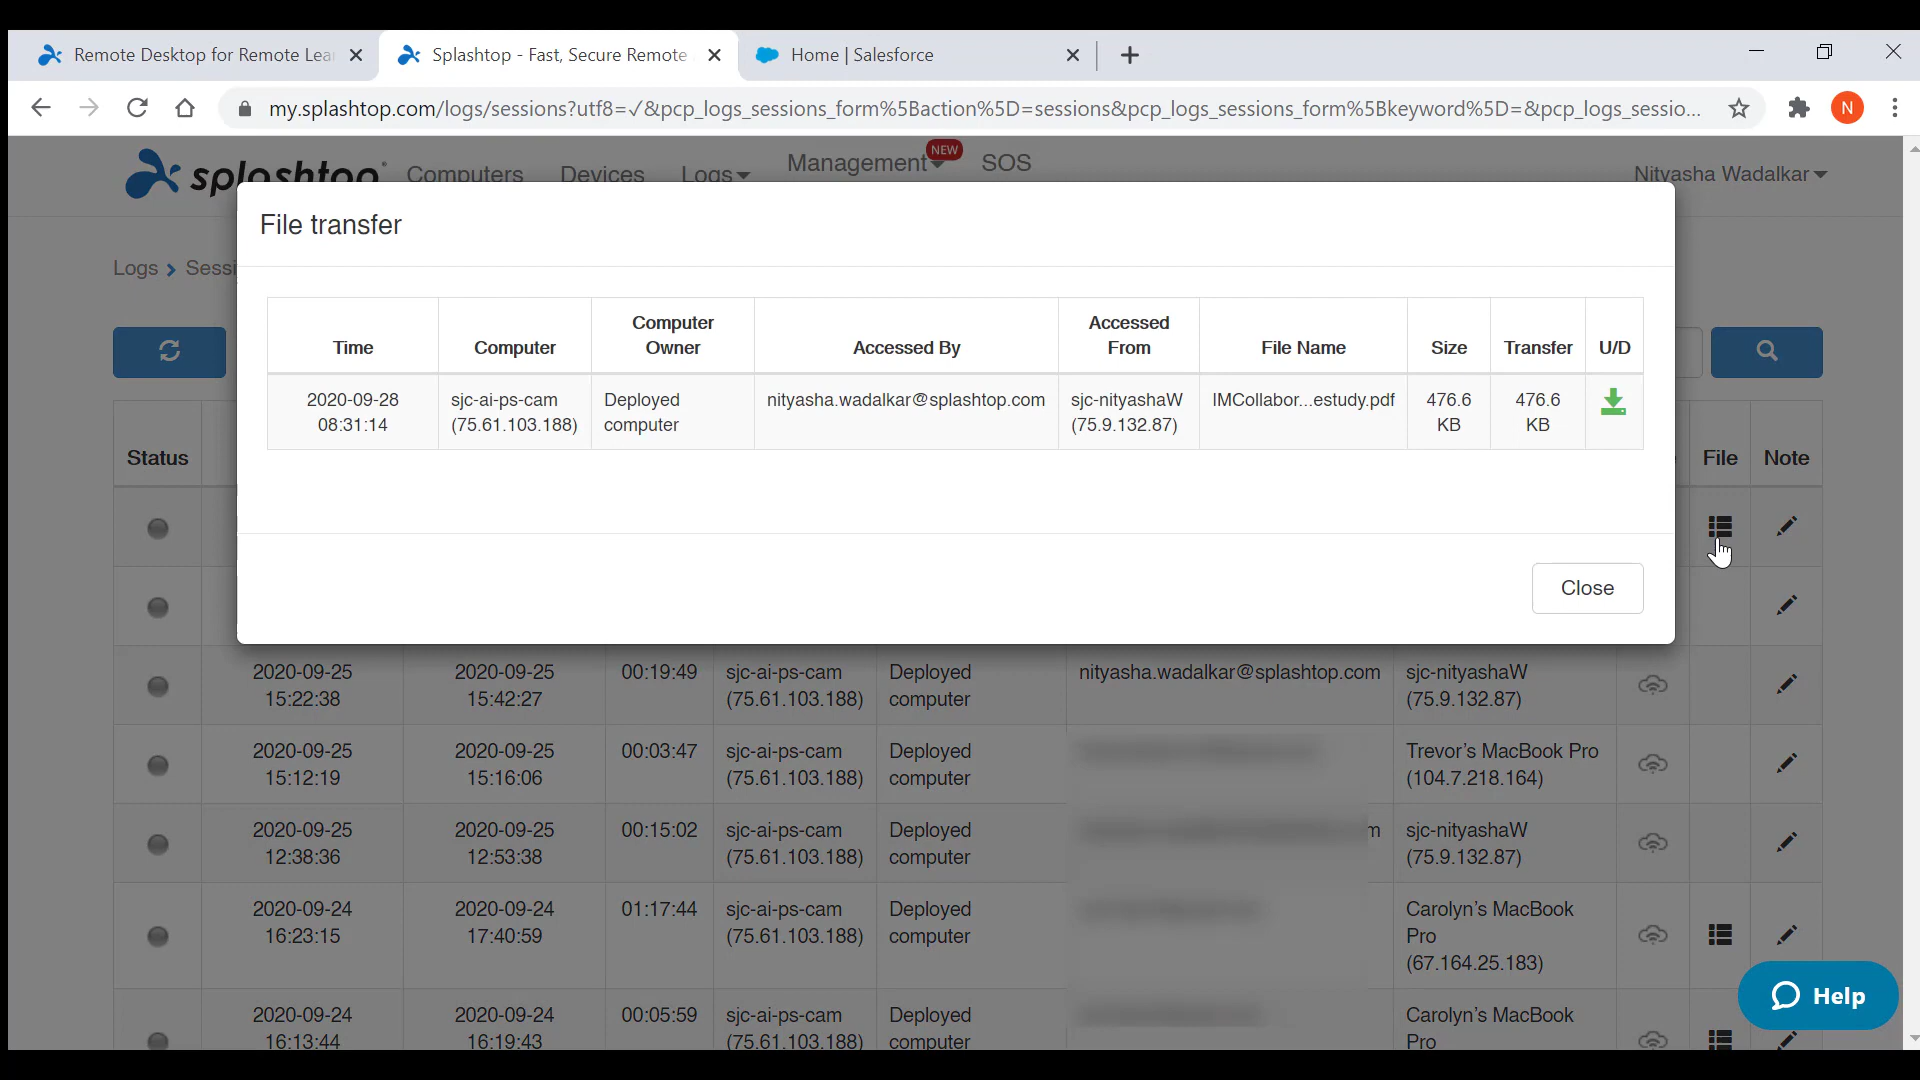 Remote Desktop for Remote Lea
Splashtop - Fast, Secure Remote
Home | Salesforce
my.splashtop.com/logs/sessions?utf8=✓&pcp_logs_sessions_form%5Baction%5D=sessions&pcp_logs_sessions_form%5Bkeyword%5D=&pcp_logs_sessio...
N
splashtop Computers Devices Logs Management NEW SOS Nityasha Wadalkar
File transfer
Logs > Sessi
Time Computer Computer Owner Accessed By Accessed From File Name Size Transfer U/D
2020-09-28 sjc-ai-ps-cam Deployed nityasha.wadalkar@splashtop.com sjc-nityashaW IMCollabor...estudy.pdf 476.6 476.6
08:31:14 (75.61.103.188) computer (75.9.132.87) KB KB
Status File Note
Close
2020-09-25 2020-09-25 00:19:49 sjc-ai-ps-cam Deployed nityasha.wadalkar@splashtop.com sjc-nityashaW
15:22:38 15:42:27 (75.61.103.188) computer (75.9.132.87)
2020-09-25 2020-09-25 00:03:47 sjc-ai-ps-cam Deployed Trevor's MacBook Pro
15:12:19 15:16:06 (75.61.103.188) computer (104.7.218.164)
2020-09-25 2020-09-25 00:15:02 sjc-ai-ps-cam Deployed m sjc-nityashaW
12:38:36 12:53:38 (75.61.103.188) computer (75.9.132.87)
2020-09-24 2020-09-24 01:17:44 sjc-ai-ps-cam Deployed Carolyn's MacBook
16:23:15 17:40:59 (75.61.103.188) computer Pro
(67.164.25.183)
Help
2020-09-24 2020-09-24 00:05:59 sjc-ai-ps-cam Deployed Carolyn's MacBook
16:13:44 16:19:43 (75.61.103.188) computer Pro